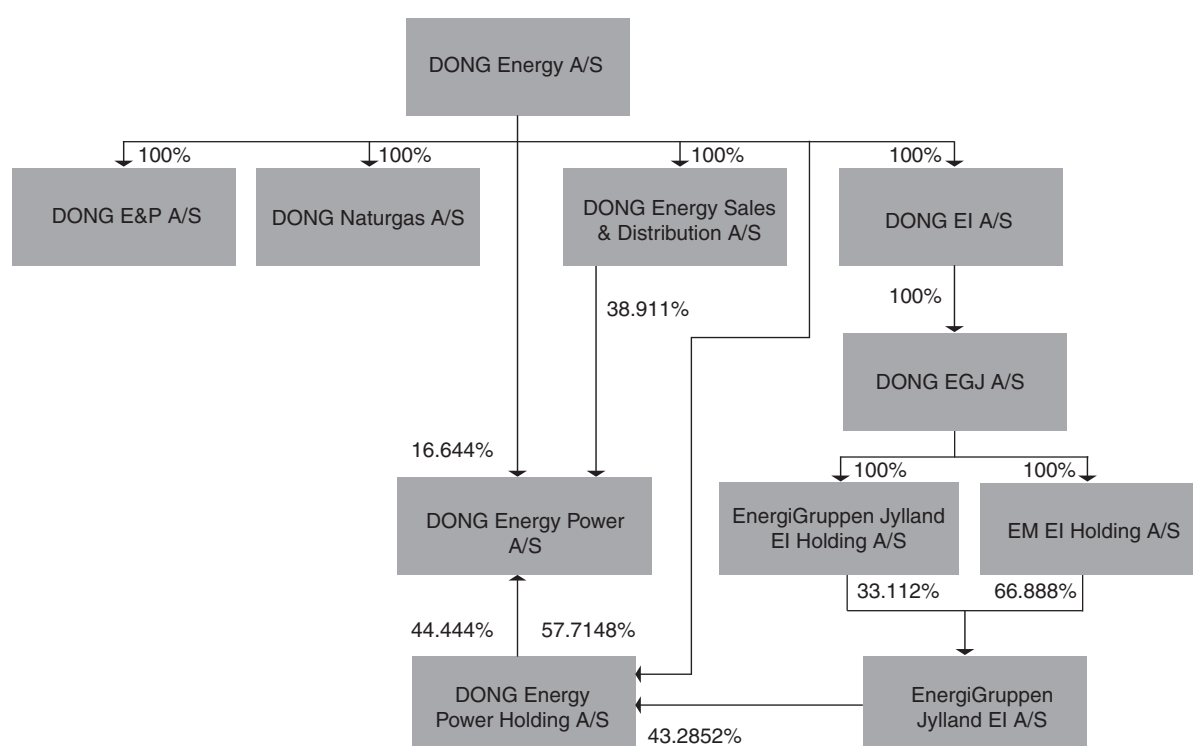 DONG Energy A/S
100%
100%
100%
100%
DONG E&P A/S
DONG Naturgas A/S
DONG Energy Sales
& Distribution A/S
DONG EI A/S
38.911%
100%
DONG EGJ A/S
16.644%
100%
100%
DONG Energy Power
A/S
EnergiGruppen Jylland
EI Holding A/S
EM EI Holding A/S
33.112%
66.888%
44.444%
57.7148%
DONG Energy
Power Holding A/S
EnergiGruppen
Jylland EI A/S
43.2852%